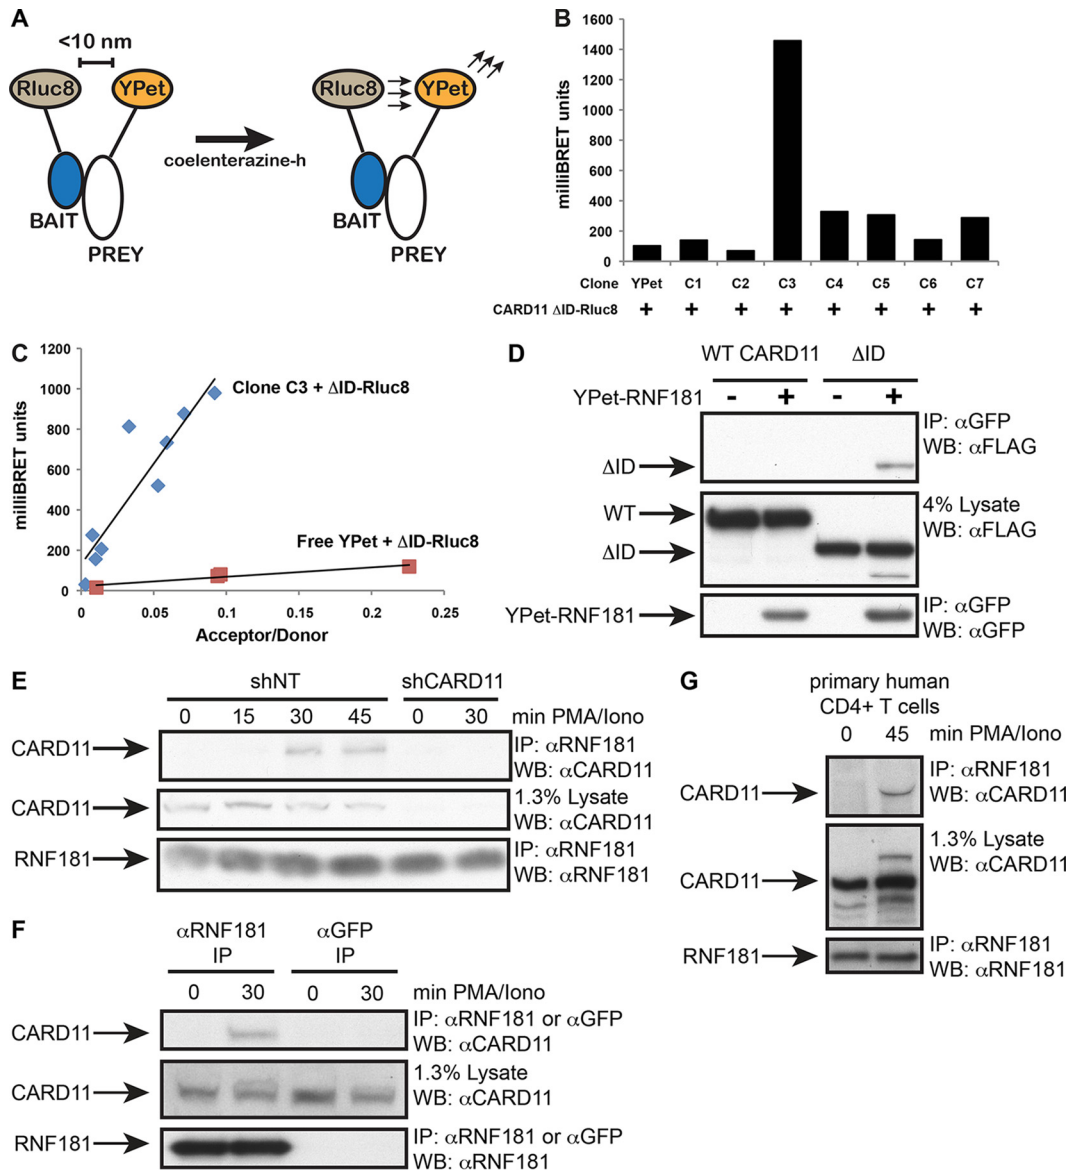 A
<10 nm
Rluc8
YPet
coelenterazine-h
BAIT
PREY
Rluc8
YPet
BAIT
PREY
B
milliBRET units
1600
1400
1200
1000
800
600
400
200
0
Clone YPet C1 C2 C3 C4 C5 C6 C7
CARD11 ΔID-Rluc8 + + + + + + + +
C
milliBRET units
1200
1000
800
600
400
200
0
Clone C3 + ΔID-Rluc8
Free YPet + ΔID-Rluc8
0 0.05 0.1 0.15 0.2 0.25
Acceptor/Donor
D
WT CARD11 ΔID
YPet-RNF181 - + - +
IP: αGFP
WB: αFLAG
ΔID
4% Lysate
WB: αFLAG
WT
ΔID
IP: αGFP
WB: αGFP
YPet-RNF181
E
shNT shCARD11
0 15 30 45 0 30 min PMA/Iono
CARD11
IP: αRNF181
WB: αCARD11
CARD11
1.3% Lysate
WB: αCARD11
RNF181
IP: αRNF181
WB: αRNF181
F
αRNF181 αGFP
IP IP
0 30 0 30 min PMA/Iono
CARD11
IP: αRNF181 or αGFP
WB: αCARD11
CARD11
1.3% Lysate
WB: αCARD11
RNF181
IP: αRNF181 or αGFP
WB: αRNF181
G
primary human
CD4+ T cells
0 45 min PMA/Iono
CARD11
IP: αRNF181
WB: αCARD11
CARD11
1.3% Lysate
WB: αCARD11
RNF181
IP: αRNF181
WB: αRNF181